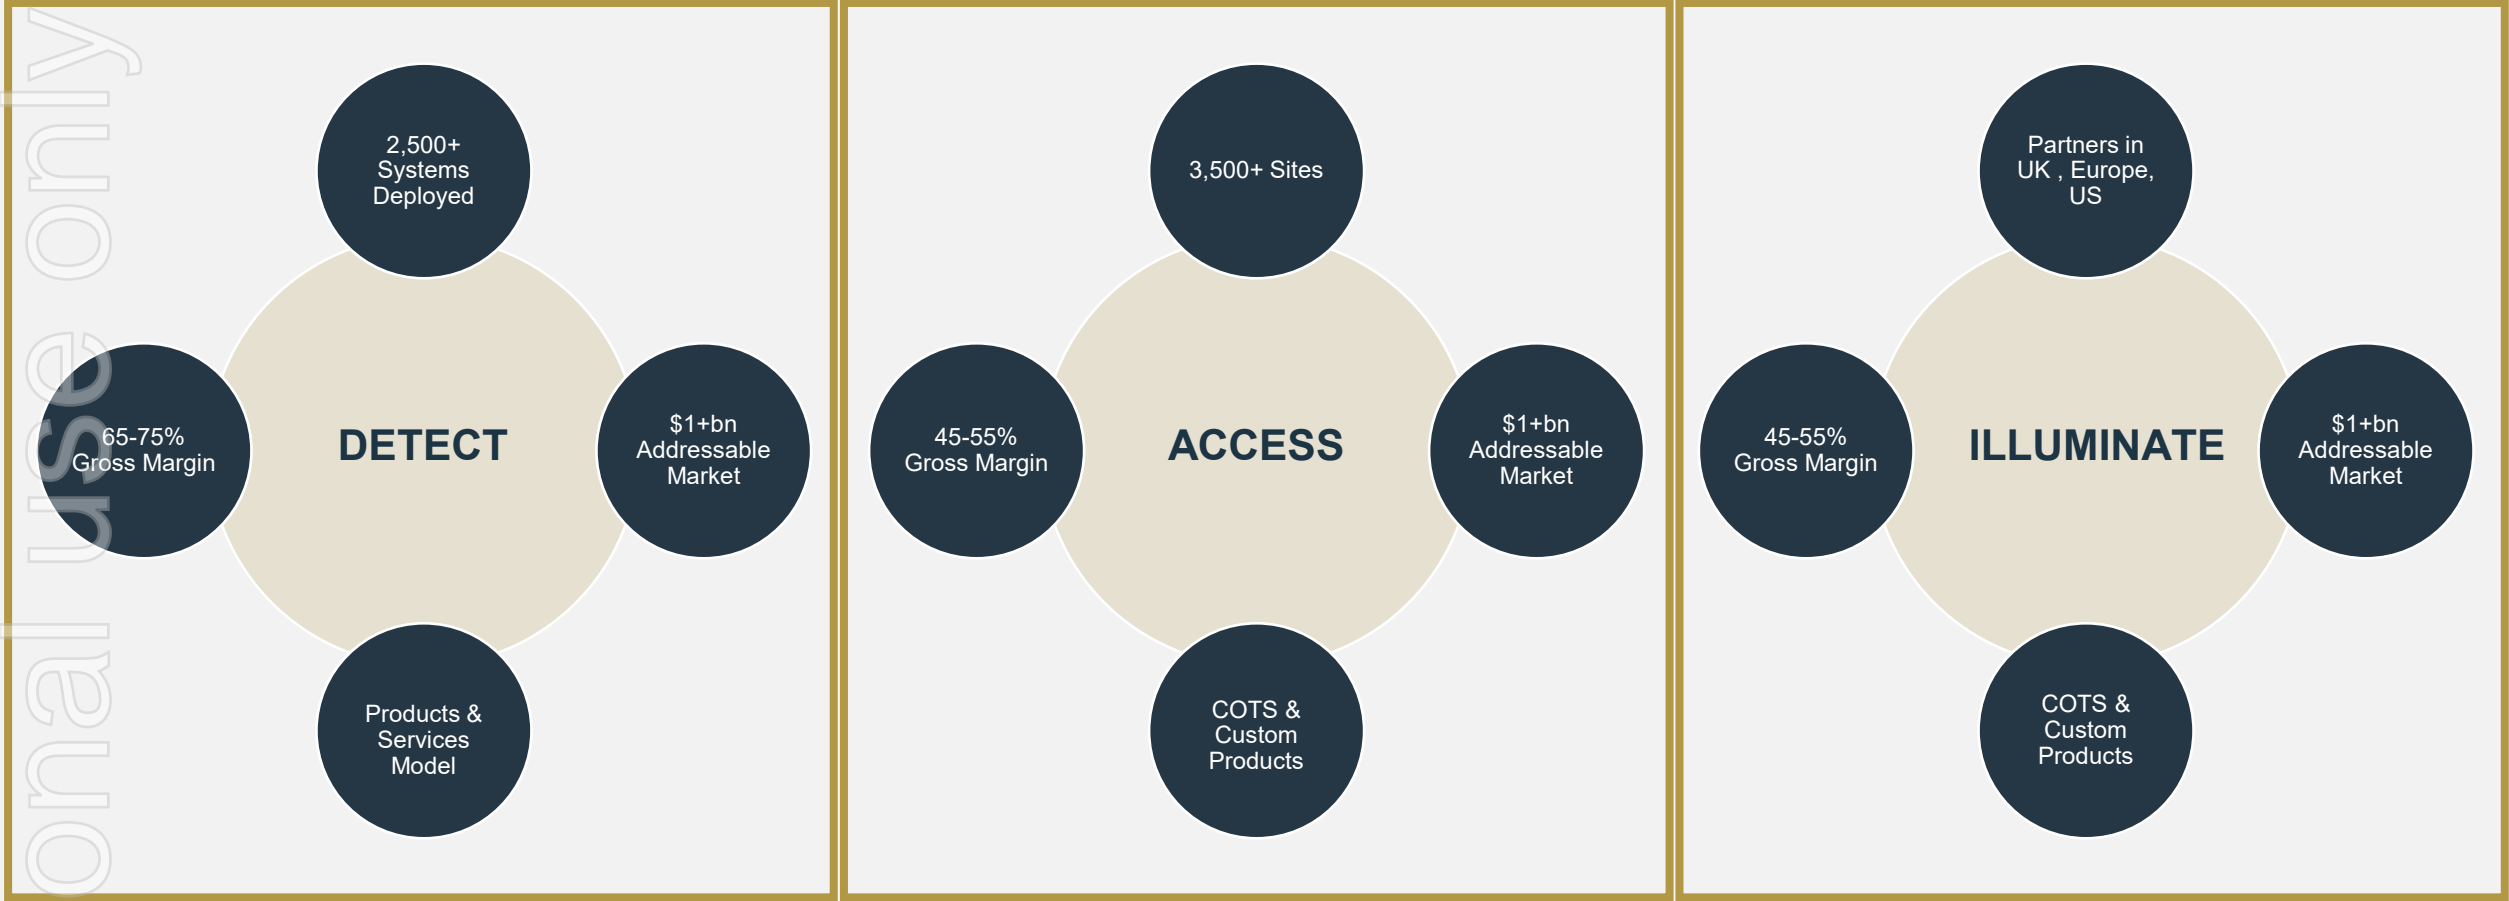 onal use only
2,500+
Systems
Deployed
65-75%
Gross Margin
DETECT
$1+bn
Addressable
Market
Products &
Services
Model
3,500+ Sites
45-55%
Gross Margin
ACCESS
$1+bn
Addressable
Market
COTS &
Custom
Products
Partners in
UK , Europe,
US
45-55%
Gross Margin
ILLUMINATE
$1+bn
Addressable
Market
COTS &
Custom
Products